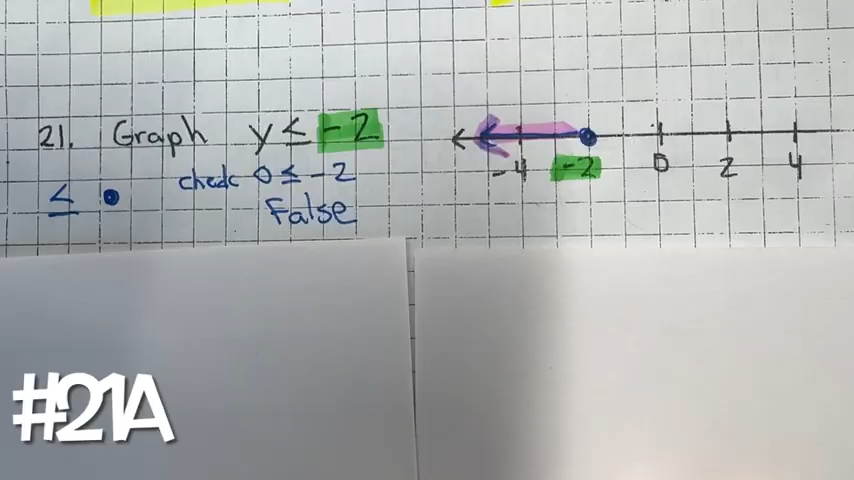 21. Graph y ≤ -2
check 0 ≤ -2
≤ ●
False
-4 -2 0 2 4
#21A